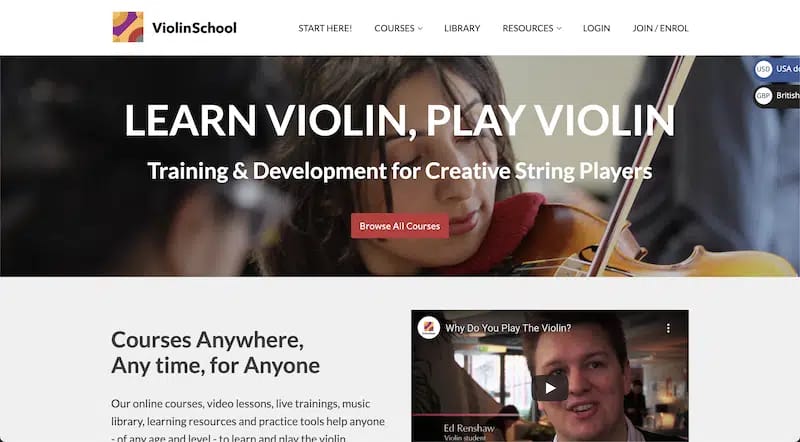 ViolinSchool
START HERE!
COURSES
LIBRARY
RESOURCES
LOGIN
JOIN / ENROL
USD
USA do
GBP
British
LEARN VIOLIN, PLAY VIOLIN
Training & Development for Creative String Players
Browse All Courses
Courses Anywhere,
Any time, for Anyone
Our online courses, video lessons, live trainings, music
library, learning resources and practice tools help anyone
- of any age and level - to learn and play the violin.
Why Do You Play The Violin?
Ed Renshaw
Violin student